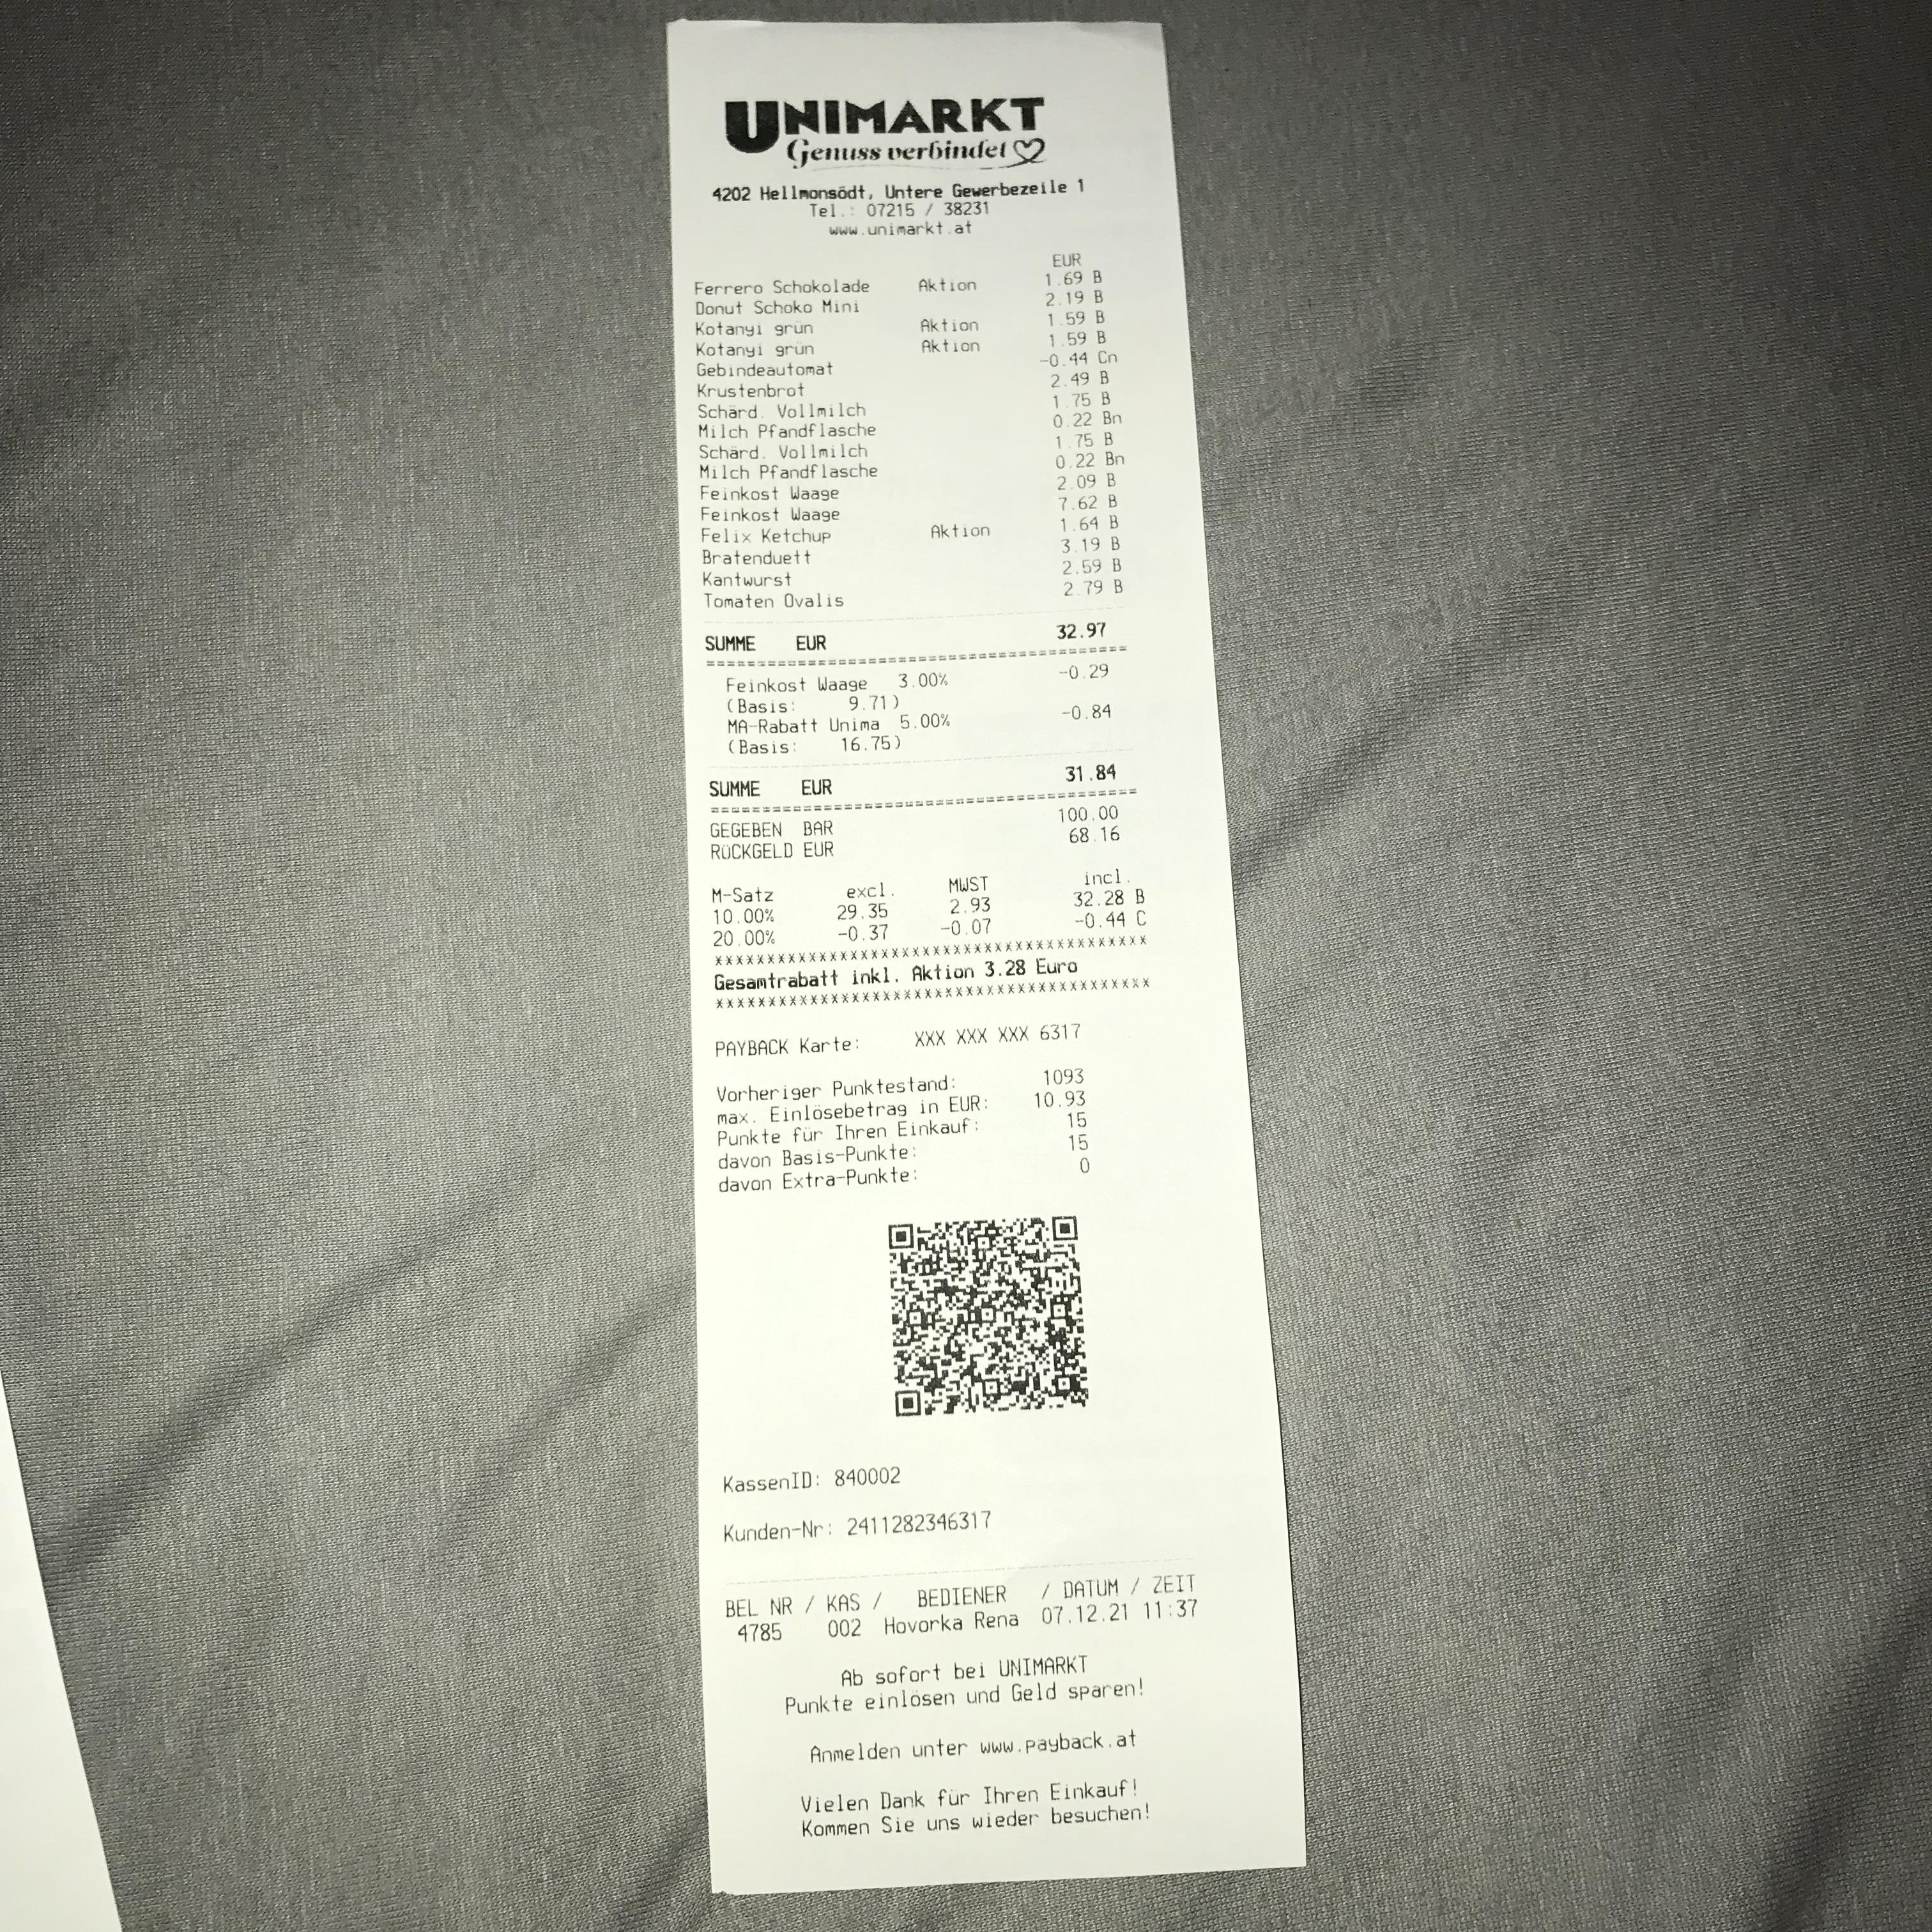 UNIMARKT
Genuss verbindet
4202 Hellmonsödt, Untere Gewerbezeile 1
Tel.: 07215 / 38231
www.unimarkt.at
EUR
Ferrero Schokolade Aktion 1.69 B
Donut Schoko Mini 2.19 B
Kotanyi grün Aktion 1.59 B
Kotanyi grün Aktion 1.59 B
Gebindeautomat -0.44 Cn
Krustenbrot 2.49 B
Schärd. Vollmilch 1.75 B
Milch Pfandflasche 0.22 Bn
Schärd. Vollmilch 1.75 B
Milch Pfandflasche 0.22 Bn
Feinkost Waage 2.09 B
Feinkost Waage 7.62 B
Felix Ketchup Aktion 1.64 B
Bratenduett 3.19 B
Kantwurst 2.59 B
Tomaten Ovalis 2.79 B
SUMME EUR 32.97
=========================================
Feinkost Waage 3.00% -0.29
(Basis: 9.71)
MA-Rabatt Unima 5.00% -0.84
(Basis: 16.75)
SUMME EUR 31.84
=========================================
GEGEBEN BAR 100.00
RÜCKGELD EUR 68.16
M-Satz excl. MWST incl.
10.00% 29.35 2.93 32.28 B
20.00% -0.37 -0.07 -0.44 C
xxxxxxxxxxxxxxxxxxxxxxxxxxxxxxxxxxxxxxxxxx
Gesamtrabatt inkl. Aktion 3.28 Euro
xxxxxxxxxxxxxxxxxxxxxxxxxxxxxxxxxxxxxxxxxx
PAYBACK Karte: XXX XXX XXX 6317
Vorheriger Punktestand: 1093
max. Einlösebetrag in EUR: 10.93
Punkte für Ihren Einkauf: 15
davon Basis-Punkte: 15
davon Extra-Punkte: 0
KassenID: 840002
Kunden-Nr: 2411282346317
BEL NR / KAS / BEDIENER / DATUM / ZEIT
4785 002 Hovorka Rena 07.12.21 11:37
Ab sofort bei UNIMARKT
Punkte einlösen und Geld sparen!
Anmelden unter www.payback.at
Vielen Dank für Ihren Einkauf!
Kommen Sie uns wieder besuchen!